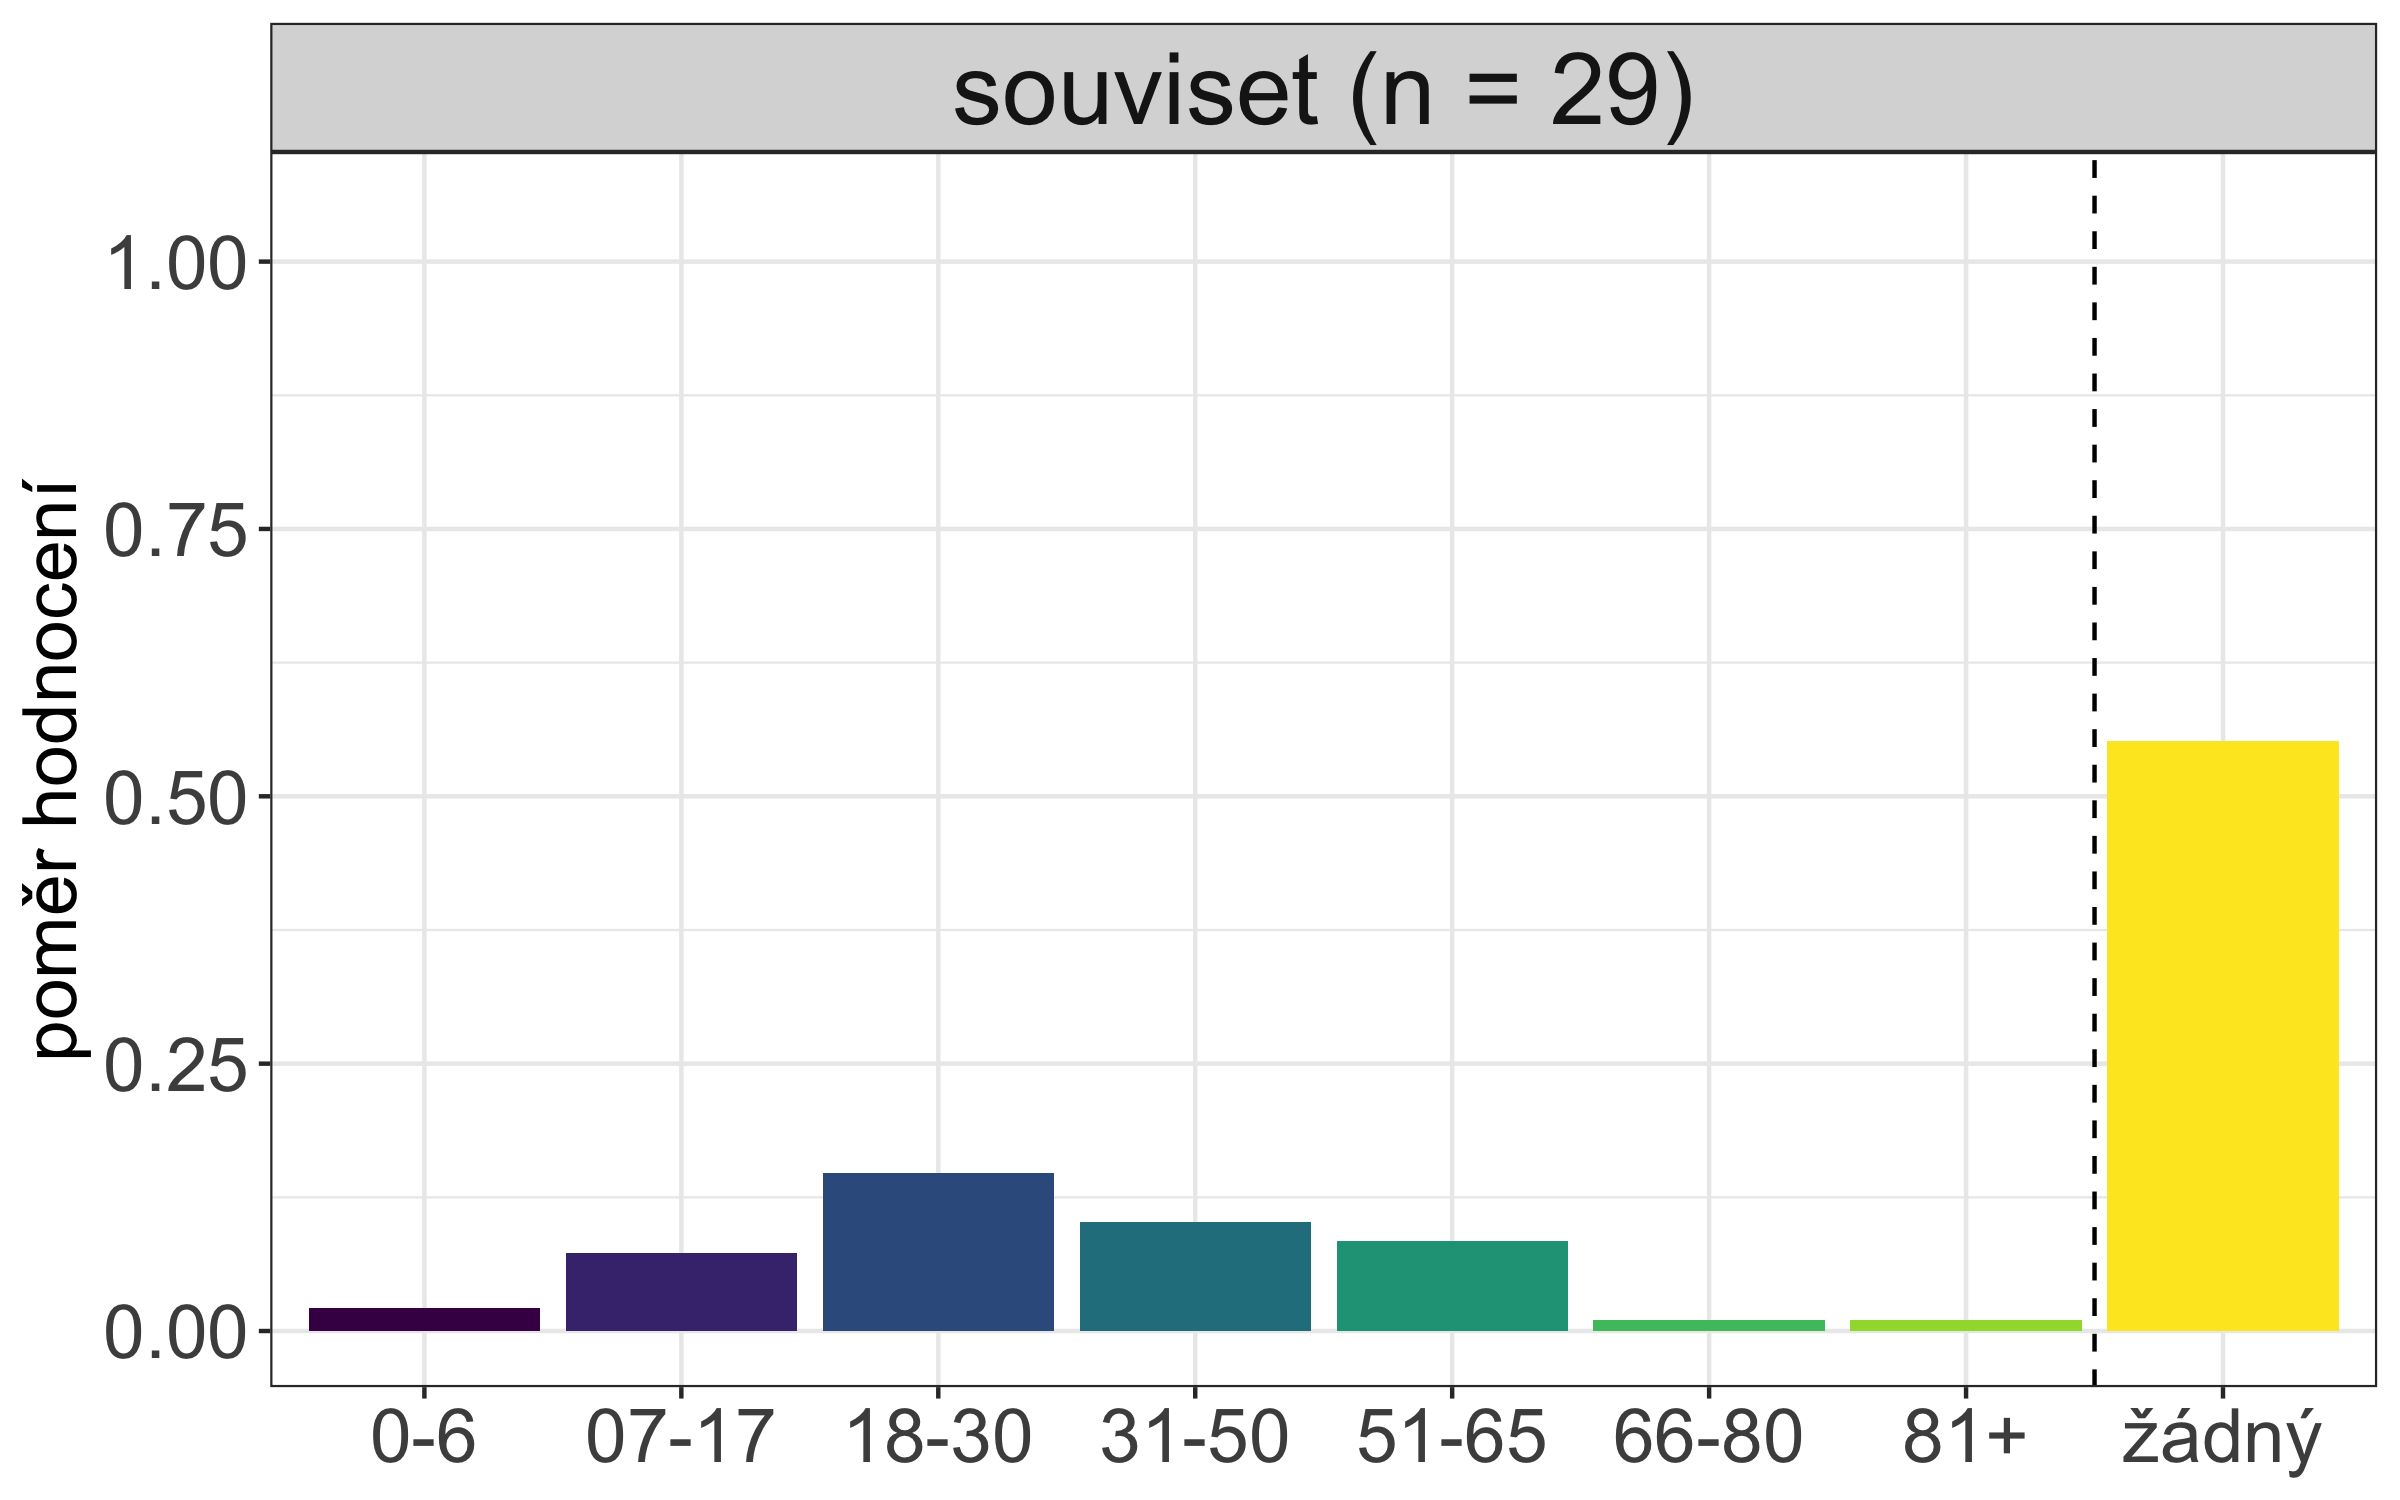 souviset (n = 29)
poměr hodnocení
1.00
0.75
0.50
0.25
0.00
0-6 07-17 18-30 31-50 51-65 66-80 81+ žádný